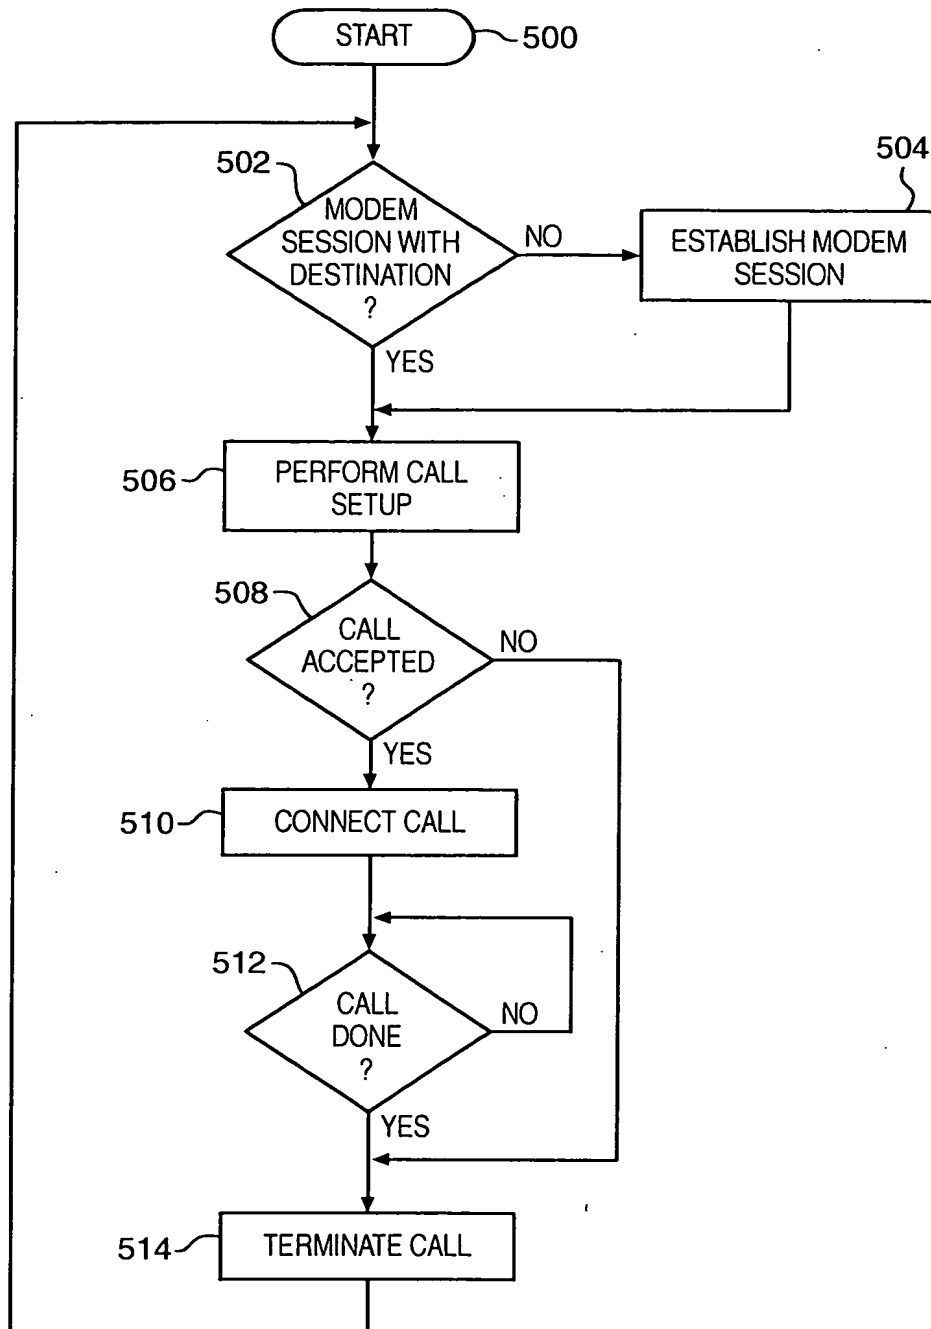 START
500
502
MODEM
SESSION WITH
DESTINATION
?
NO
504
ESTABLISH MODEM
SESSION
YES
506
PERFORM CALL
SETUP
508
CALL
ACCEPTED
?
NO
YES
510
CONNECT CALL
512
CALL
DONE
?
NO
YES
514
TERMINATE CALL